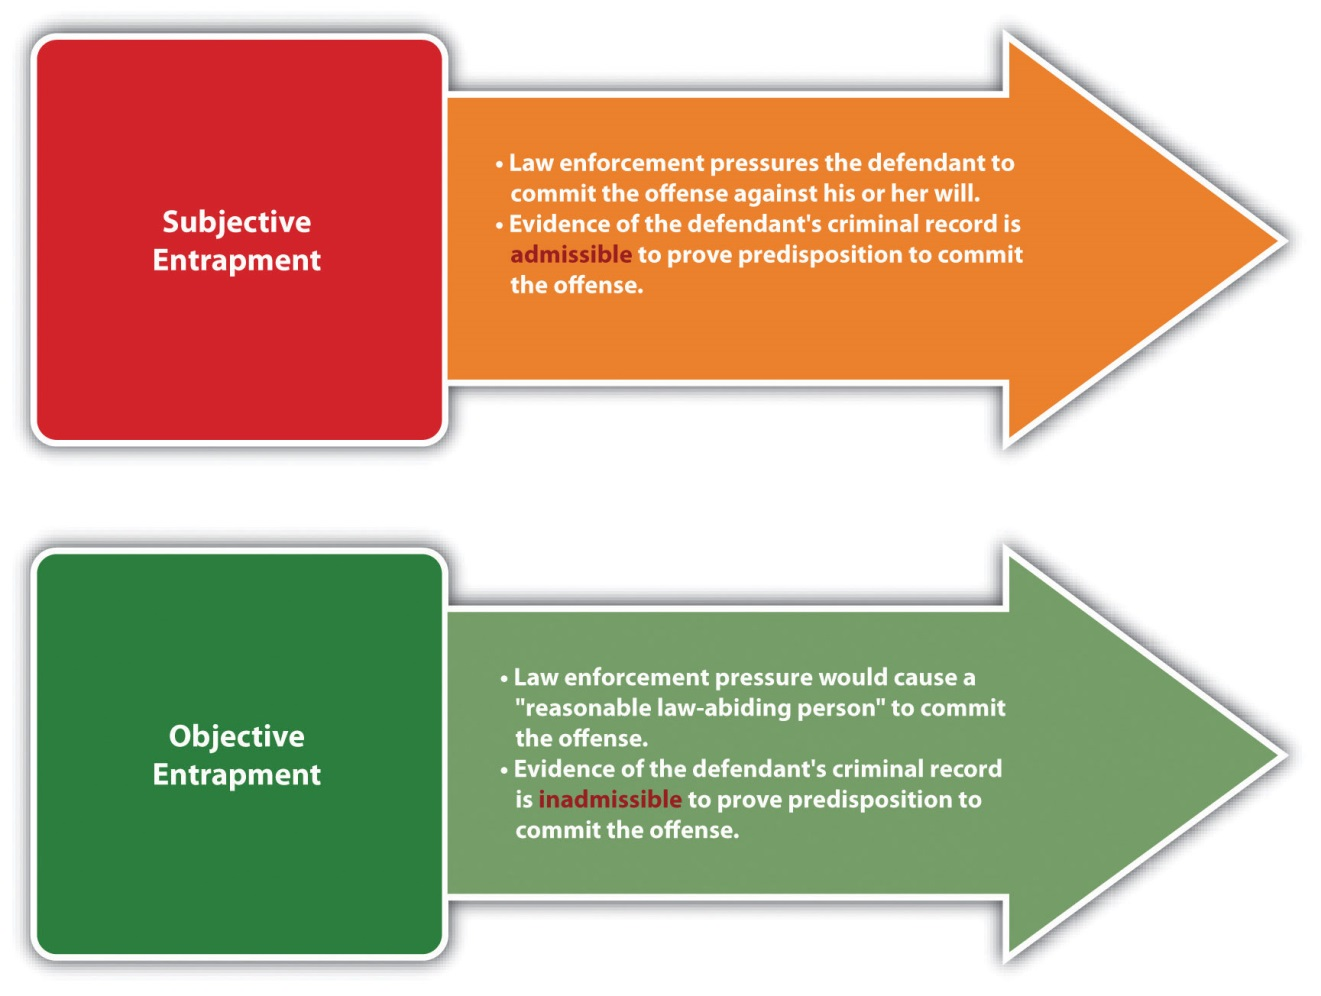 Subjective
Entrapment
• Law enforcement pressures the defendant to
commit the offense against his or her will.
• Evidence of the defendant's criminal record is
admissible to prove predisposition to commit
the offense.
Objective
Entrapment
• Law enforcement pressure would cause a
"reasonable law-abiding person" to commit
the offense.
• Evidence of the defendant's criminal record
is inadmissible to prove predisposition to
commit the offense.